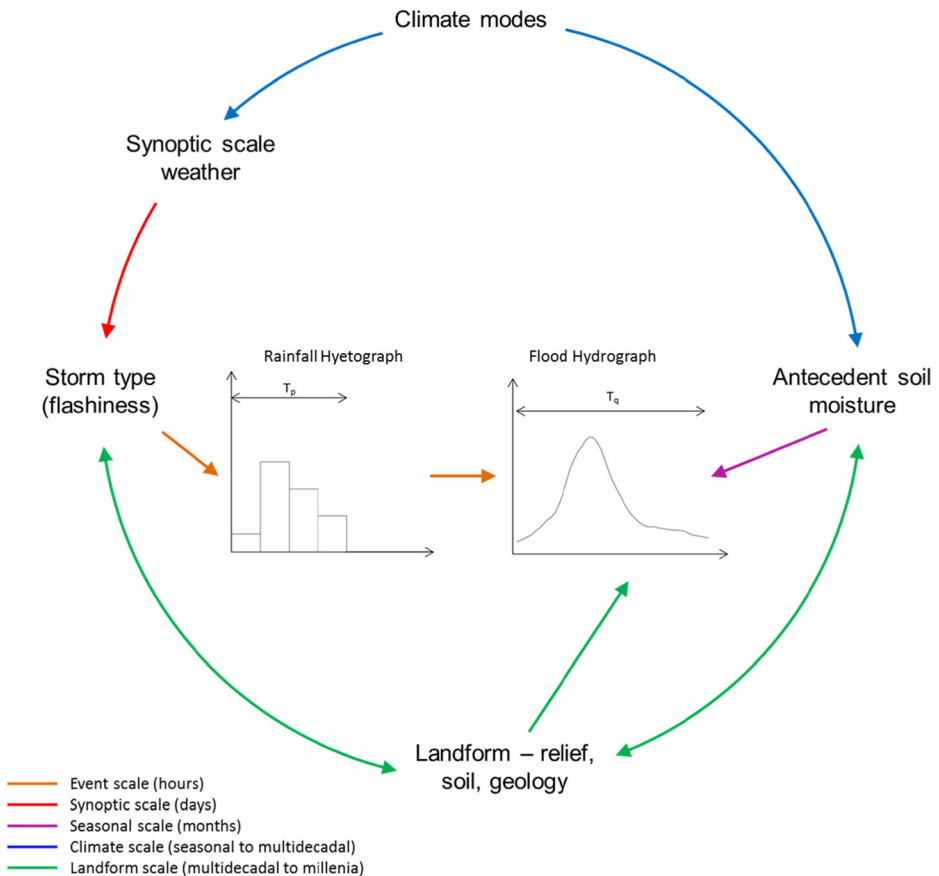 Climate modes
Synoptic scale
weather
Storm type
(flashiness)
Rainfall Hyetograph
Tp
Flood Hydrograph
Tq
Antecedent soil
moisture
Landform – relief,
soil, geology
Event scale (hours)
Synoptic scale (days)
Seasonal scale (months)
Climate scale (seasonal to multidecadal)
Landform scale (multidecadal to millenia)